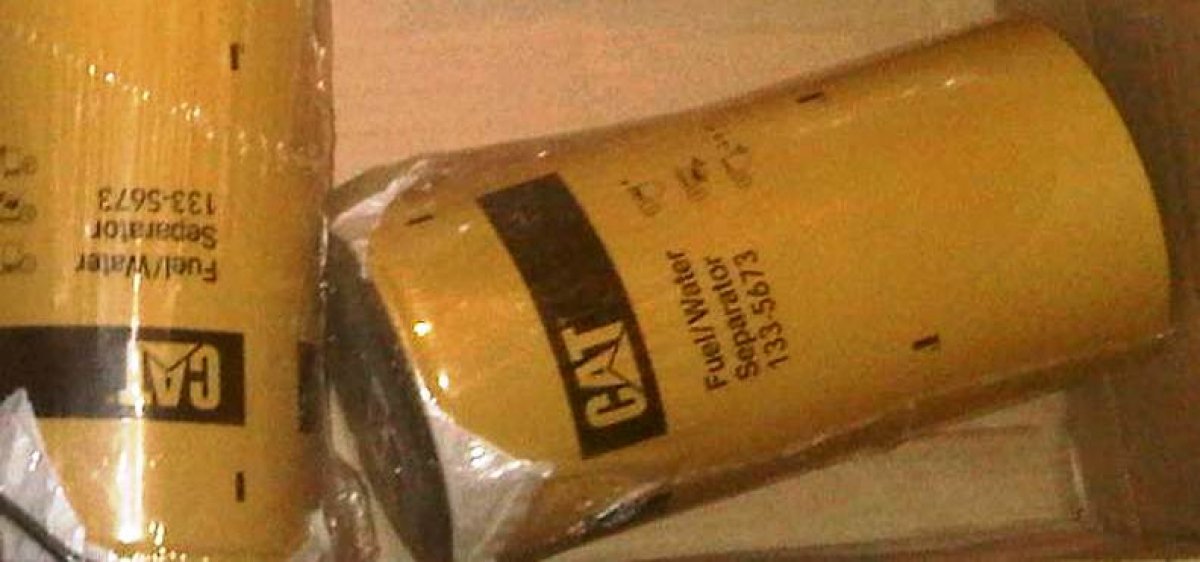 CAT
Fuel/Water
Separator
133-5673
CAT
Fuel/Water
Separator
133-5673